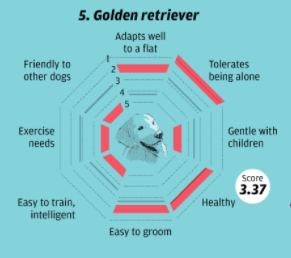 5. Golden retriever
Adapts well
to a flat
Friendly to
other dogs
1
2
3
4
5
Tolerates
being alone
Exercise
needs
Gentle with
children
Score
3.37
Easy to train,
intelligent
Healthy
Easy to groom